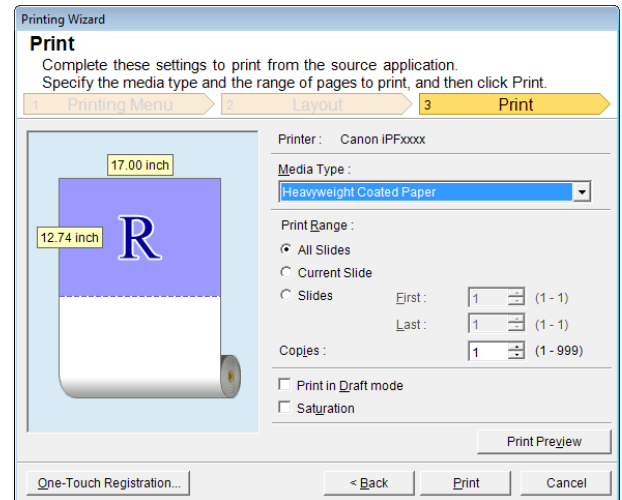 Printing Wizard
Print
Complete these settings to print from the source application.
Specify the media type and the range of pages to print, and then click Print.
1 Printing Menu 2 Layout 3 Print
Printer : Canon iPFxxxx
Media Type :
Heavyweight Coated Paper
17.00 inch
12.74 inch
R
Print Range :
All Slides
Current Slide
Slides First : 1 (1 - 1)
Last : 1 (1 - 1)
Copies : 1 (1 - 999)
Print in Draft mode
Saturation
Print Preview
One-Touch Registration... < Back Print Cancel